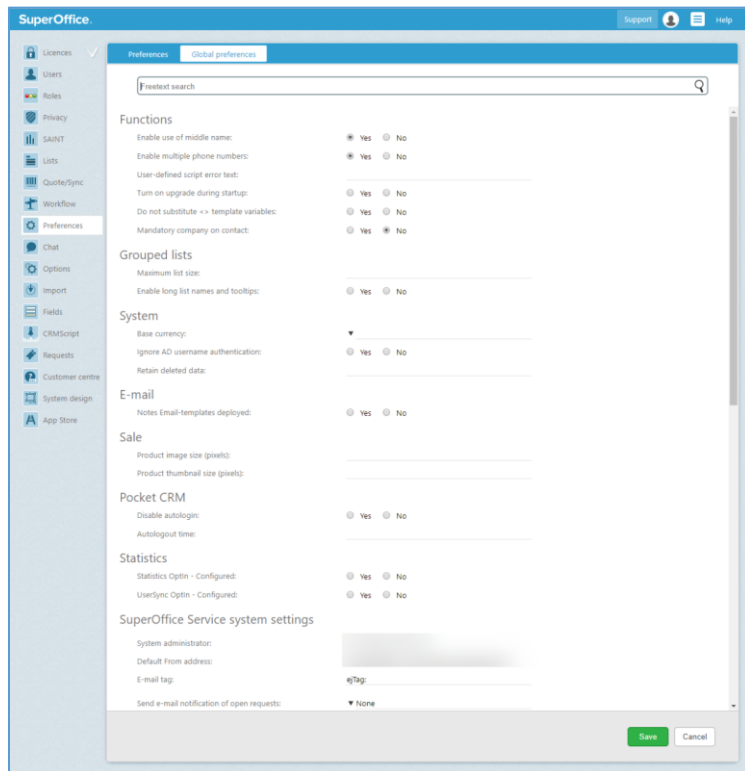 SuperOffice.
Support
Help
Licences
Users
Roles
Privacy
SAINT
Lists
Quote/Sync
Workflow
Preferences
Chat
Options
Import
Fields
CRMScript
Requests
Customer centre
System design
App Store
Preferences Global preferences
Freetext search
Functions
Enable use of middle name: Yes No
Enable multiple phone numbers: Yes No
User-defined script error text:
Turn on upgrade during startup: Yes No
Do not substitute <> template variables: Yes No
Mandatory company on contact: Yes No
Grouped lists
Maximum list size:
Enable long list names and tooltips: Yes No
System
Base currency:
Ignore AD username authentication: Yes No
Retain deleted data:
E-mail
Notes Email-templates deployed: Yes No
Sale
Product image size (pixels):
Product thumbnail size (pixels):
Pocket CRM
Disable autologin: Yes No
Autologout time:
Statistics
Statistics OptIn - Configured: Yes No
UserSync OptIn - Configured: Yes No
SuperOffice Service system settings
System administrator:
Default From address:
E-mail tag: ejTag:
Send e-mail notification of open requests: None
Save Cancel